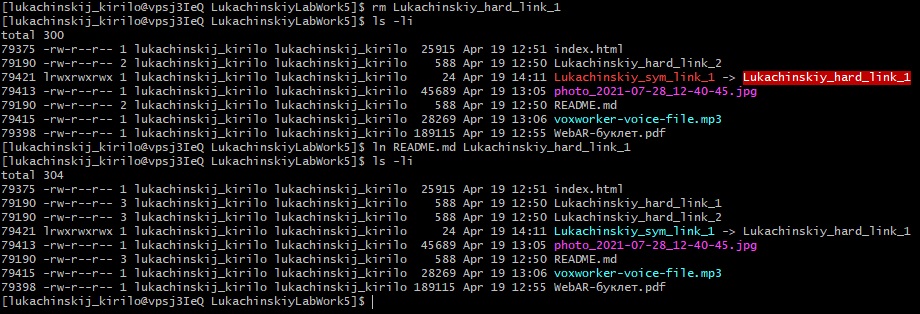 [lukachinskij_kirilo@vpsj3IeQ LukachinskiyLabWork5]$ rm Lukachinskiy_hard_link_1
[lukachinskij_kirilo@vpsj3IeQ LukachinskiyLabWork5]$ ls -li
total 300
79375 -rw-r--r-- 1 lukachinskij_kirilo lukachinskij_kirilo  25915 Apr 19 12:51 index.html
79190 -rw-r--r-- 2 lukachinskij_kirilo lukachinskij_kirilo    588 Apr 19 12:50 Lukachinskiy_hard_link_2
79421 lrwxrwxrwx 1 lukachinskij_kirilo lukachinskij_kirilo     24 Apr 19 14:11 Lukachinskiy_sym_link_1 -> Lukachinskiy_hard_link_1
79413 -rw-r--r-- 1 lukachinskij_kirilo lukachinskij_kirilo  45689 Apr 19 13:05 photo_2021-07-28_12-40-45.jpg
79190 -rw-r--r-- 2 lukachinskij_kirilo lukachinskij_kirilo    588 Apr 19 12:50 README.md
79415 -rw-r--r-- 1 lukachinskij_kirilo lukachinskij_kirilo  28269 Apr 19 13:06 voxworker-voice-file.mp3
79398 -rw-r--r-- 1 lukachinskij_kirilo lukachinskij_kirilo 189115 Apr 19 12:55 WebAR-буклет.pdf
[lukachinskij_kirilo@vpsj3IeQ LukachinskiyLabWork5]$ ln README.md Lukachinskiy_hard_link_1
[lukachinskij_kirilo@vpsj3IeQ LukachinskiyLabWork5]$ ls -li
total 304
79375 -rw-r--r-- 1 lukachinskij_kirilo lukachinskij_kirilo  25915 Apr 19 12:51 index.html
79190 -rw-r--r-- 3 lukachinskij_kirilo lukachinskij_kirilo    588 Apr 19 12:50 Lukachinskiy_hard_link_1
79190 -rw-r--r-- 3 lukachinskij_kirilo lukachinskij_kirilo    588 Apr 19 12:50 Lukachinskiy_hard_link_2
79421 lrwxrwxrwx 1 lukachinskij_kirilo lukachinskij_kirilo     24 Apr 19 14:11 Lukachinskiy_sym_link_1 -> Lukachinskiy_hard_link_1
79413 -rw-r--r-- 1 lukachinskij_kirilo lukachinskij_kirilo  45689 Apr 19 13:05 photo_2021-07-28_12-40-45.jpg
79190 -rw-r--r-- 3 lukachinskij_kirilo lukachinskij_kirilo    588 Apr 19 12:50 README.md
79415 -rw-r--r-- 1 lukachinskij_kirilo lukachinskij_kirilo  28269 Apr 19 13:06 voxworker-voice-file.mp3
79398 -rw-r--r-- 1 lukachinskij_kirilo lukachinskij_kirilo 189115 Apr 19 12:55 WebAR-буклет.pdf
[lukachinskij_kirilo@vpsj3IeQ LukachinskiyLabWork5]$